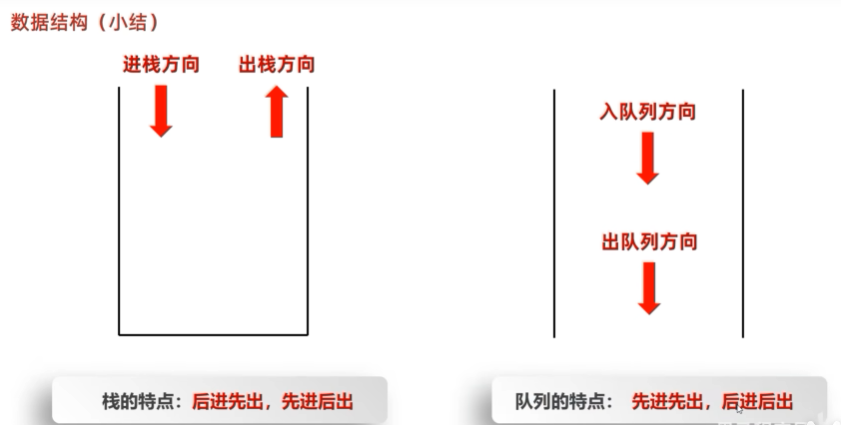 数据结构（小结）
进栈方向 出栈方向
入队列方向
出队列方向
栈的特点：后进先出，先进后出
队列的特点： 先进先出，后进后出